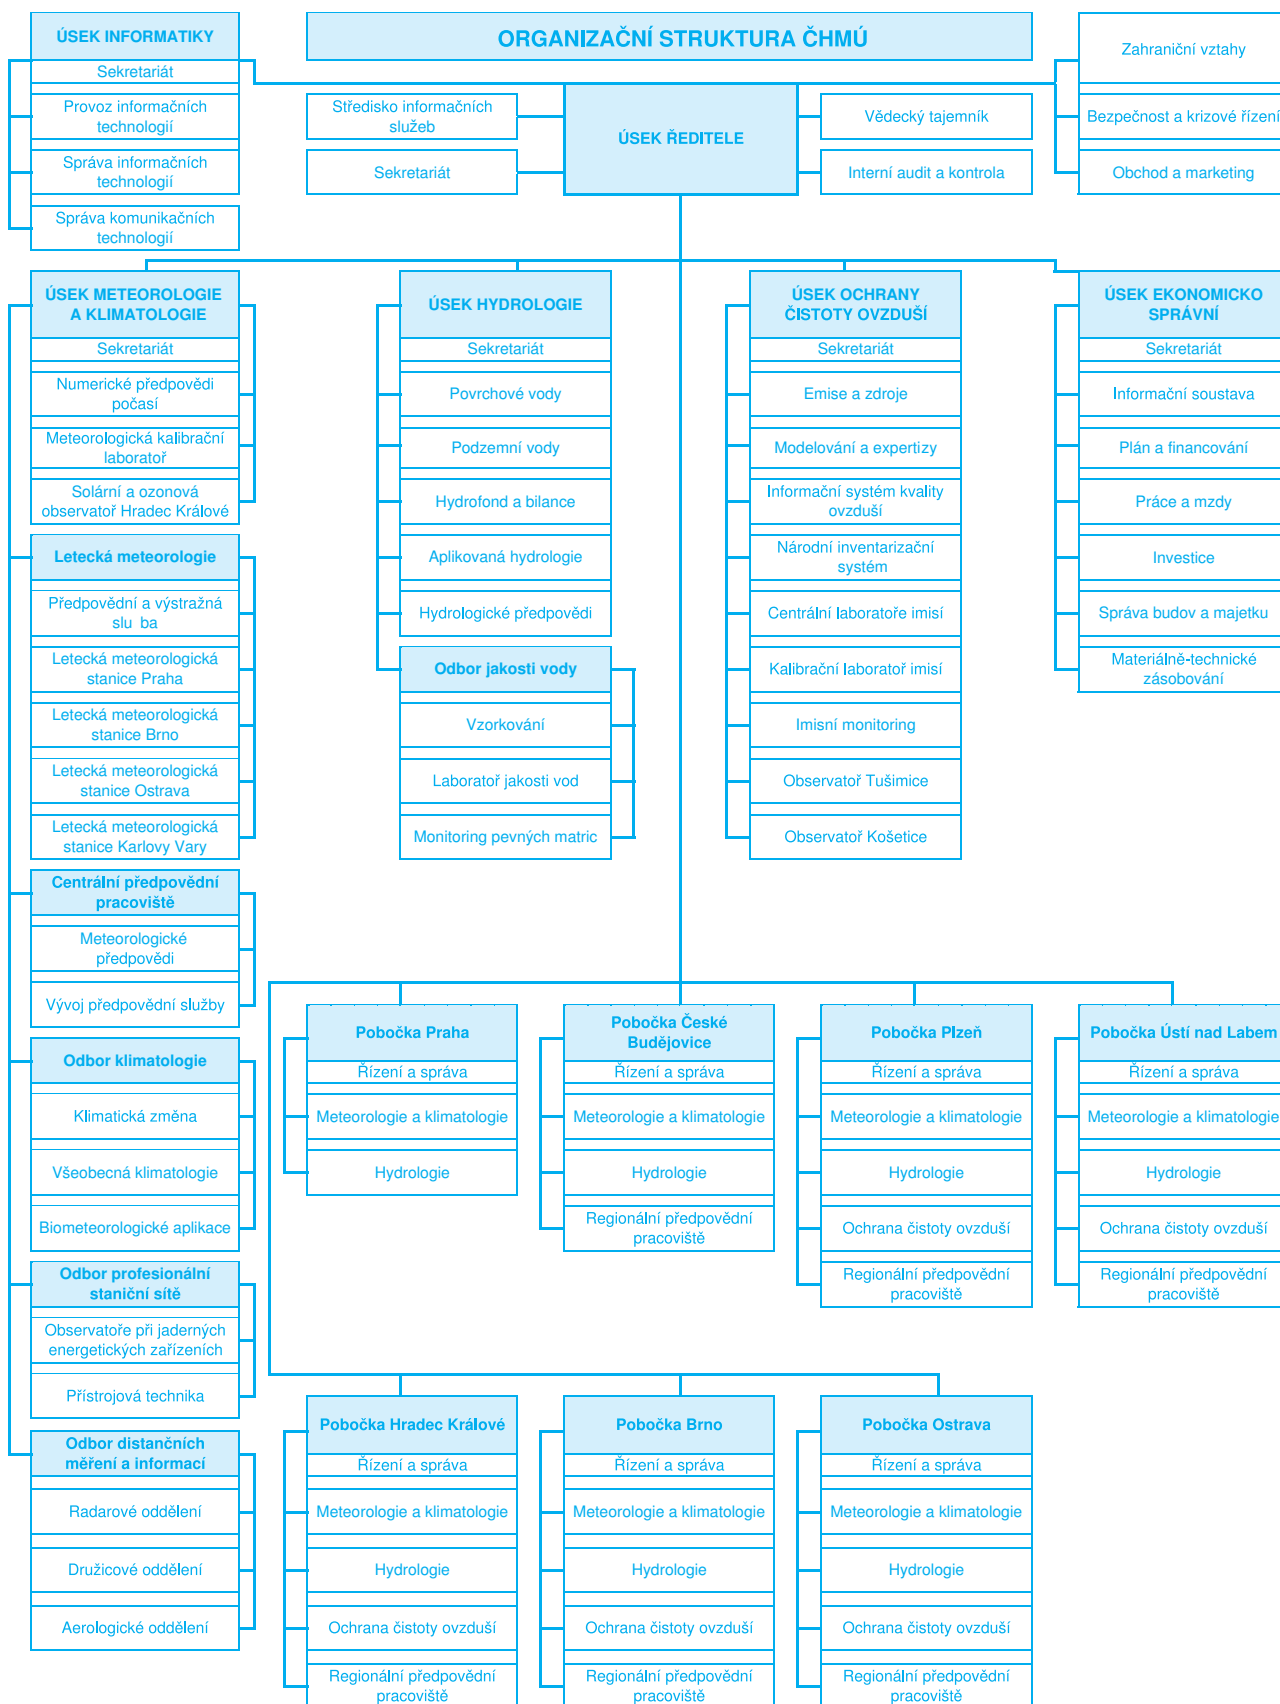 ORGANIZAČNÍ STRUKTURA ČHMÚ
ÚSEK INFORMATIKY
Sekretariát
Provoz informačních
technologií
Správa informačních
technologií
Správa komunikačních
technologií
Středisko informačních
služeb
Sekretariát
ÚSEK ŘEDITELE
Vědecký tajemník
Interní audit a kontrola
Zahraniční vztahy
Bezpečnost a krizové řízení
Obchod a marketing
ÚSEK METEOROLOGIE
A KLIMATOLOGIE
Sekretariát
Numerické předpovědi
počasí
Meteorologická kalibrační
laboratoř
Solární a ozonová
observatoř Hradec Králové
Letecká meteorologie
Předpovědní a výstražná
slu ba
Letecká meteorologická
stanice Praha
Letecká meteorologická
stanice Brno
Letecká meteorologická
stanice Ostrava
Letecká meteorologická
stanice Karlovy Vary
Centrální předpovědní
pracoviště
Meteorologické
předpovědi
Vývoj předpovědní služby
Odbor klimatologie
Klimatická změna
Všeobecná klimatologie
Biometeorologické aplikace
Odbor profesionální
staniční sítě
Observatoře při jaderných
energetických zařízeních
Přístrojová technika
Odbor distančních
měření a informací
Radarové oddělení
Družicové oddělení
Aerologické oddělení
ÚSEK HYDROLOGIE
Sekretariát
Povrchové vody
Podzemní vody
Hydrofond a bilance
Aplikovaná hydrologie
Hydrologické předpovědi
Odbor jakosti vody
Vzorkování
Laboratoř jakosti vod
Monitoring pevných matric
ÚSEK OCHRANY
ČISTOTY OVZDUŠÍ
Sekretariát
Emise a zdroje
Modelování a expertizy
Informační systém kvality
ovzduší
Národní inventarizační
systém
Centrální laboratoře imisí
Kalibrační laboratoř imisí
Imisní monitoring
Observatoř Tušimice
Observatoř Košetice
ÚSEK EKONOMICKO
SPRÁVNÍ
Sekretariát
Informační soustava
Plán a financování
Práce a mzdy
Investice
Správa budov a majetku
Materiálně-technické
zásobování
Pobočka Praha
Řízení a správa
Meteorologie a klimatologie
Hydrologie
Pobočka České
Budějovice
Řízení a správa
Meteorologie a klimatologie
Hydrologie
Regionální předpovědní
pracoviště
Pobočka Plzeň
Řízení a správa
Meteorologie a klimatologie
Hydrologie
Ochrana čistoty ovzduší
Regionální předpovědní
pracoviště
Pobočka Ústí nad Labem
Řízení a správa
Meteorologie a klimatologie
Hydrologie
Ochrana čistoty ovzduší
Regionální předpovědní
pracoviště
Pobočka Hradec Králové
Řízení a správa
Meteorologie a klimatologie
Hydrologie
Ochrana čistoty ovzduší
Regionální předpovědní
pracoviště
Pobočka Brno
Řízení a správa
Meteorologie a klimatologie
Hydrologie
Ochrana čistoty ovzduší
Regionální předpovědní
pracoviště
Pobočka Ostrava
Řízení a správa
Meteorologie a klimatologie
Hydrologie
Ochrana čistoty ovzduší
Regionální předpovědní
pracoviště